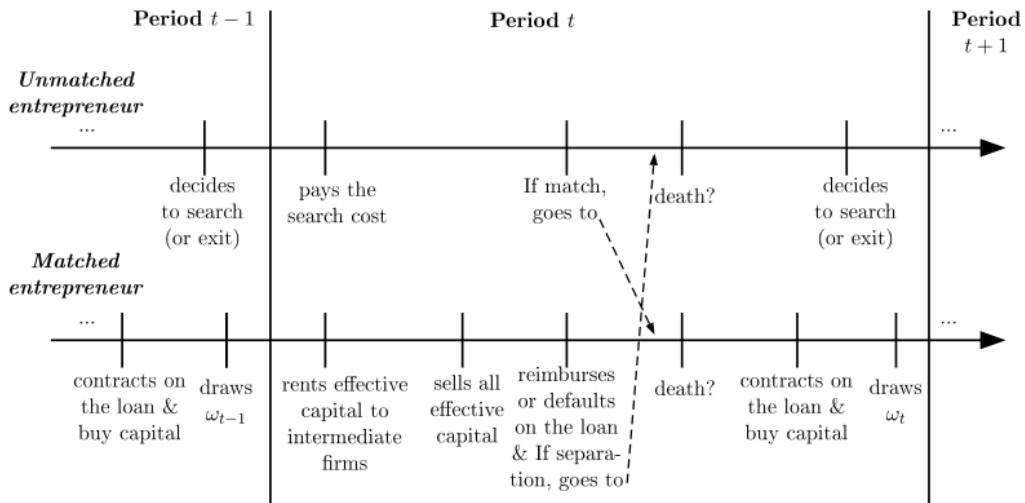 Period t − 1
Period t
Period
t + 1
Unmatched
entrepreneur
...
...
decides
to search
(or exit)
pays the
search cost
If match,
goes to
death?
decides
to search
(or exit)
Matched
entrepreneur
...
...
contracts on
the loan &
buy capital
draws
ωt−1
rents effective
capital to
intermediate
firms
sells all
effective
capital
reimburses
or defaults
on the loan
& If separa-
tion, goes to
death?
contracts on
the loan &
buy capital
draws
ωt